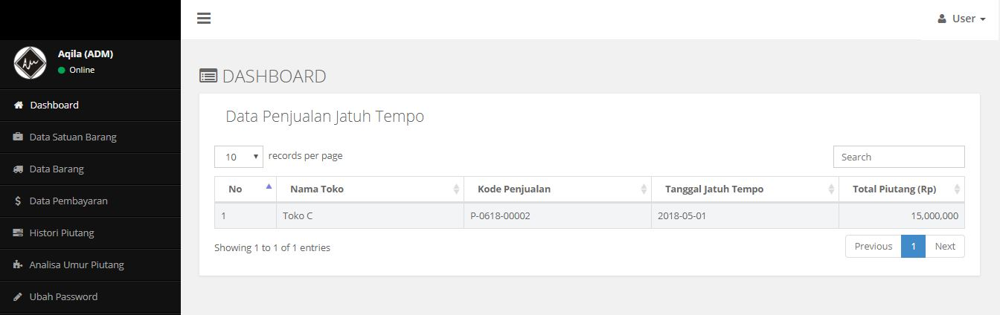 User
Aqila (ADM)
Online
Dashboard
Data Satuan Barang
Data Barang
Data Pembayaran
Histori Piutang
Analisa Umur Piutang
Ubah Password
DASHBOARD
Data Penjualan Jatuh Tempo
10 records per page
Search
No Nama Toko Kode Penjualan Tanggal Jatuh Tempo Total Piutang (Rp)
1 Toko C P-0618-00002 2018-05-01 15,000,000
Showing 1 to 1 of 1 entries
Previous 1 Next